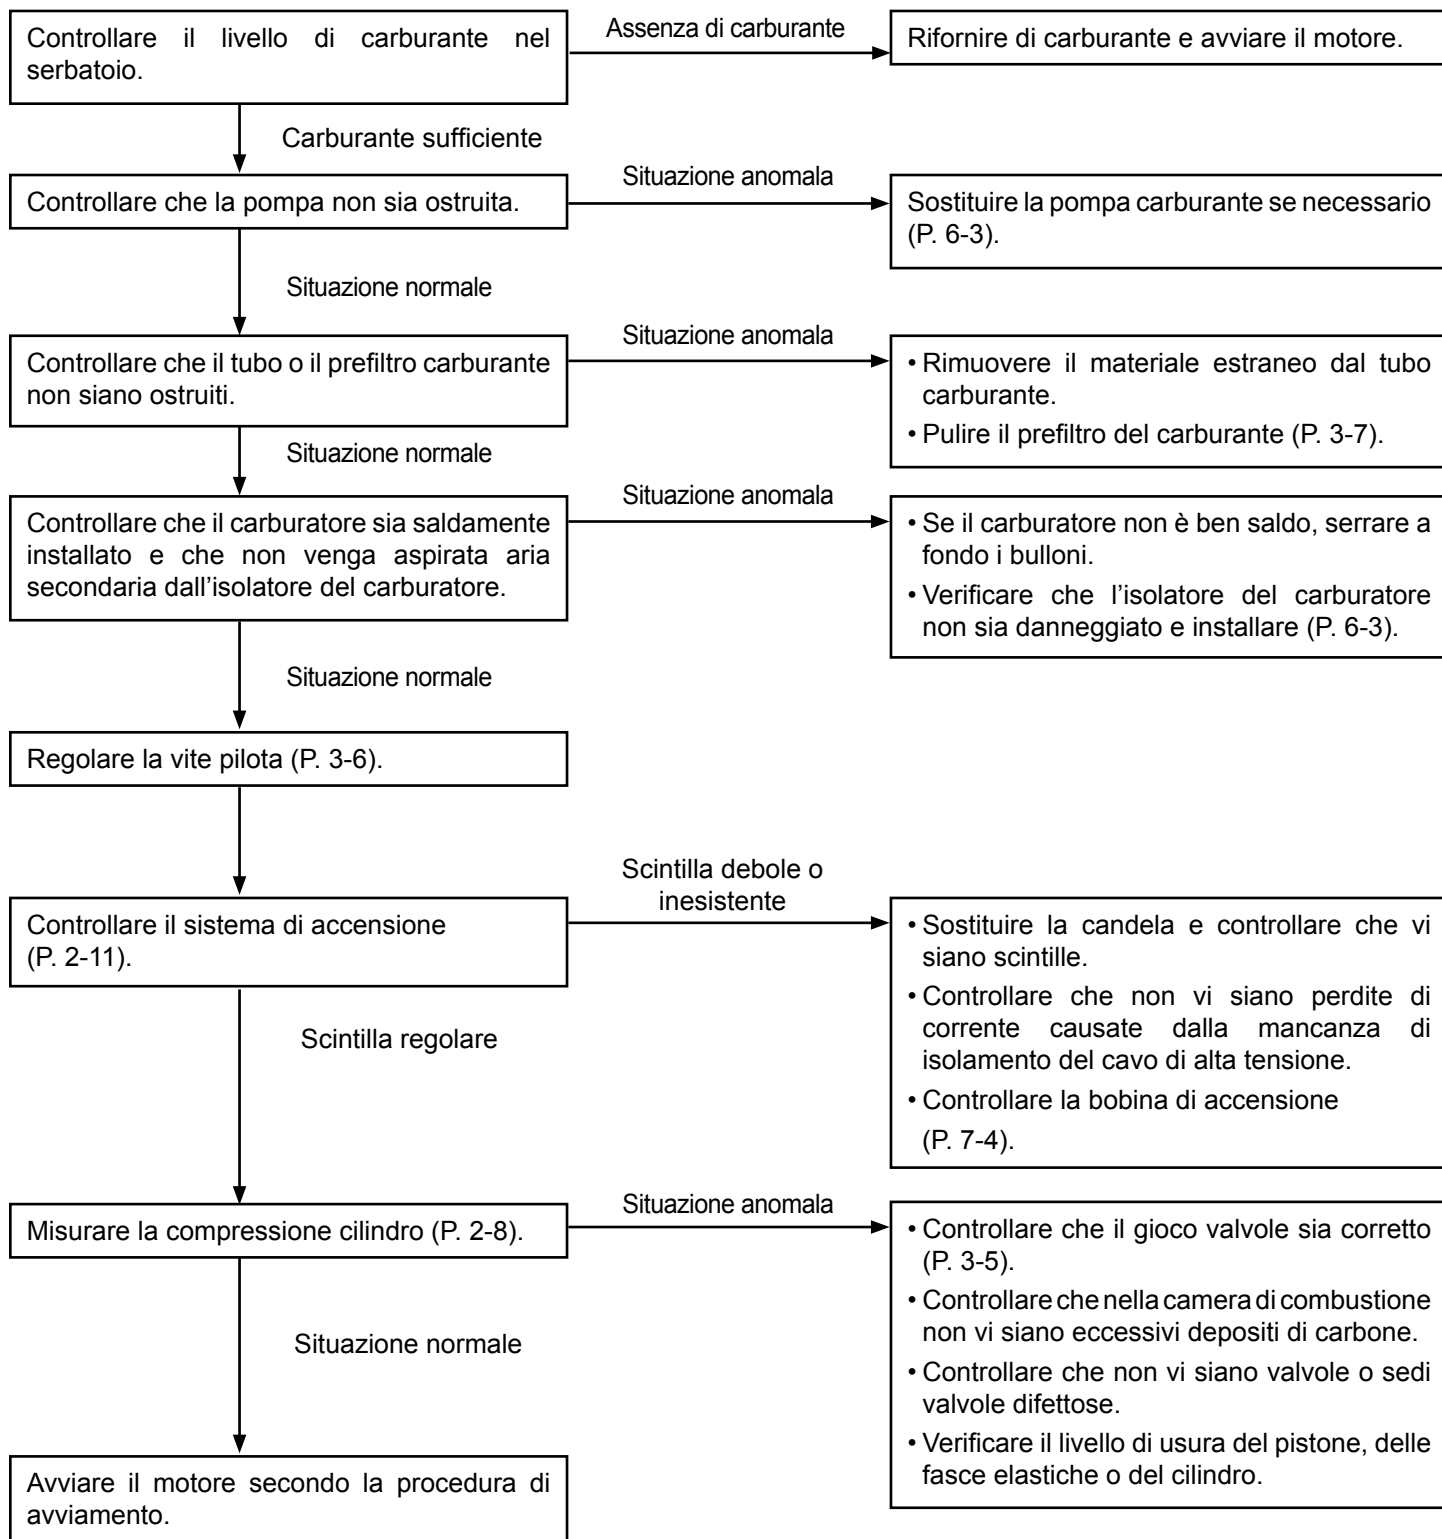 Controllare il livello di carburante nel
serbatoio.
Assenza di carburante
Rifornire di carburante e avviare il motore.
Carburante sufficiente
Controllare che la pompa non sia ostruita.
Situazione anomala
Sostituire la pompa carburante se necessario
(P. 6-3).
Situazione normale
Controllare che il tubo o il prefiltro carburante
non siano ostruiti.
Situazione anomala
• Rimuovere il materiale estraneo dal tubo
carburante.
• Pulire il prefiltro del carburante (P. 3-7).
Situazione normale
Controllare che il carburatore sia saldamente
installato e che non venga aspirata aria
secondaria dall’isolatore del carburatore.
Situazione anomala
• Se il carburatore non è ben saldo, serrare a
fondo i bulloni.
• Verificare che l’isolatore del carburatore
non sia danneggiato e installare (P. 6-3).
Situazione normale
Regolare la vite pilota (P. 3-6).
Controllare il sistema di accensione
(P. 2-11).
Scintilla debole o
inesistente
• Sostituire la candela e controllare che vi
siano scintille.
• Controllare che non vi siano perdite di
corrente causate dalla mancanza di
isolamento del cavo di alta tensione.
• Controllare la bobina di accensione
(P. 7-4).
Scintilla regolare
Misurare la compressione cilindro (P. 2-8).
Situazione anomala
• Controllare che il gioco valvole sia corretto
(P. 3-5).
• Controllare che nella camera di combustione
non vi siano eccessivi depositi di carbone.
• Controllare che non vi siano valvole o sedi
valvole difettose.
• Verificare il livello di usura del pistone, delle
fasce elastiche o del cilindro.
Situazione normale
Avviare il motore secondo la procedura di
avviamento.